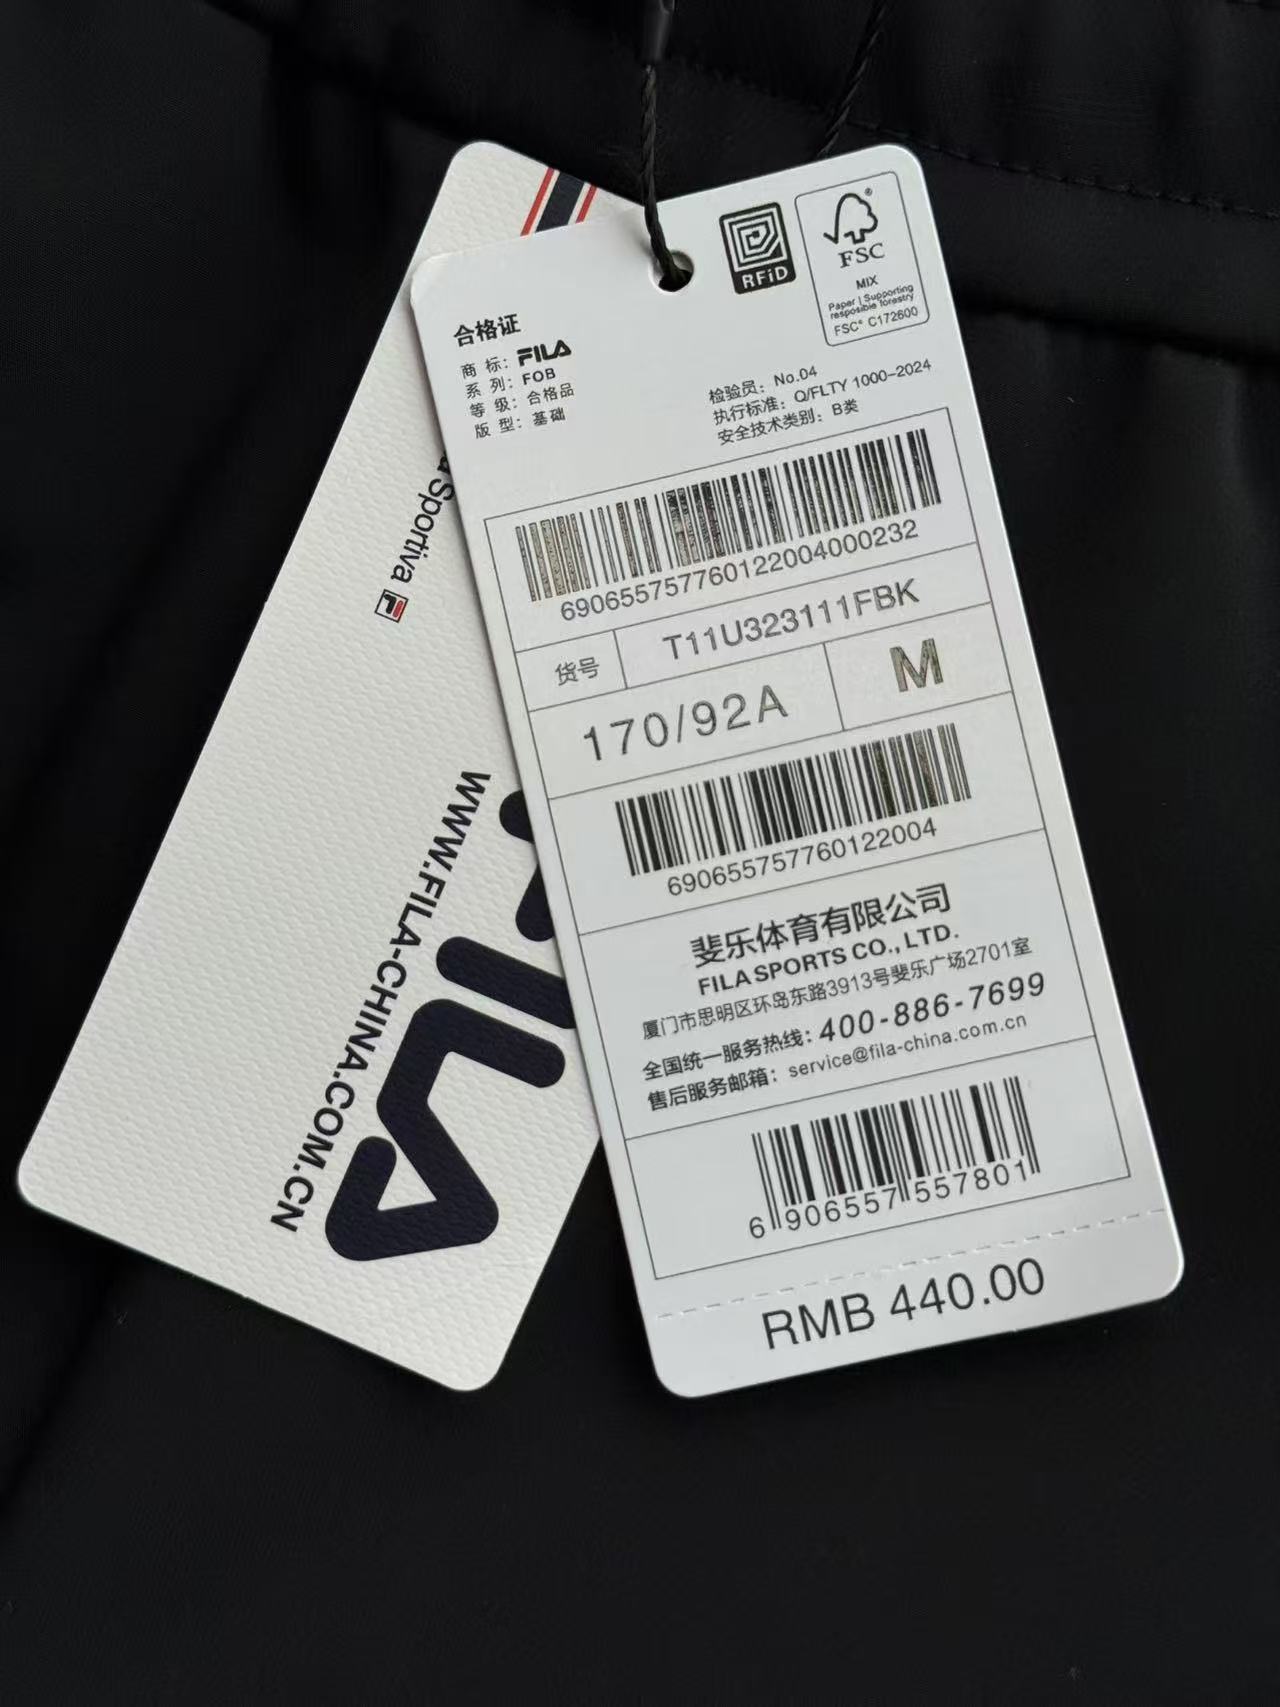 RFiD
FSC
MIX
Paper | Supporting
resposible forestry
FSC® C172600
合格证
商 标: FILA
系 列: FOB
等 级: 合格品
版 型: 基础
检验员: No.04
执行标准: Q/FLTY 1000-2024
安全技术类别: B类
6906557577601220040002​32
货号 T11U323111FBK
170/92A M
690655757760122004
斐乐体育有限公司
FILA SPORTS CO., LTD.
厦门市思明区环岛东路3913号斐乐广场2701室
全国统一服务热线: 400-886-7699
售后服务邮箱: service@fila-china.com.cn
6 906557 557801
RMB 440.00
Sportiva F
WWW.FILA-CHINA.COM.CN
FILA